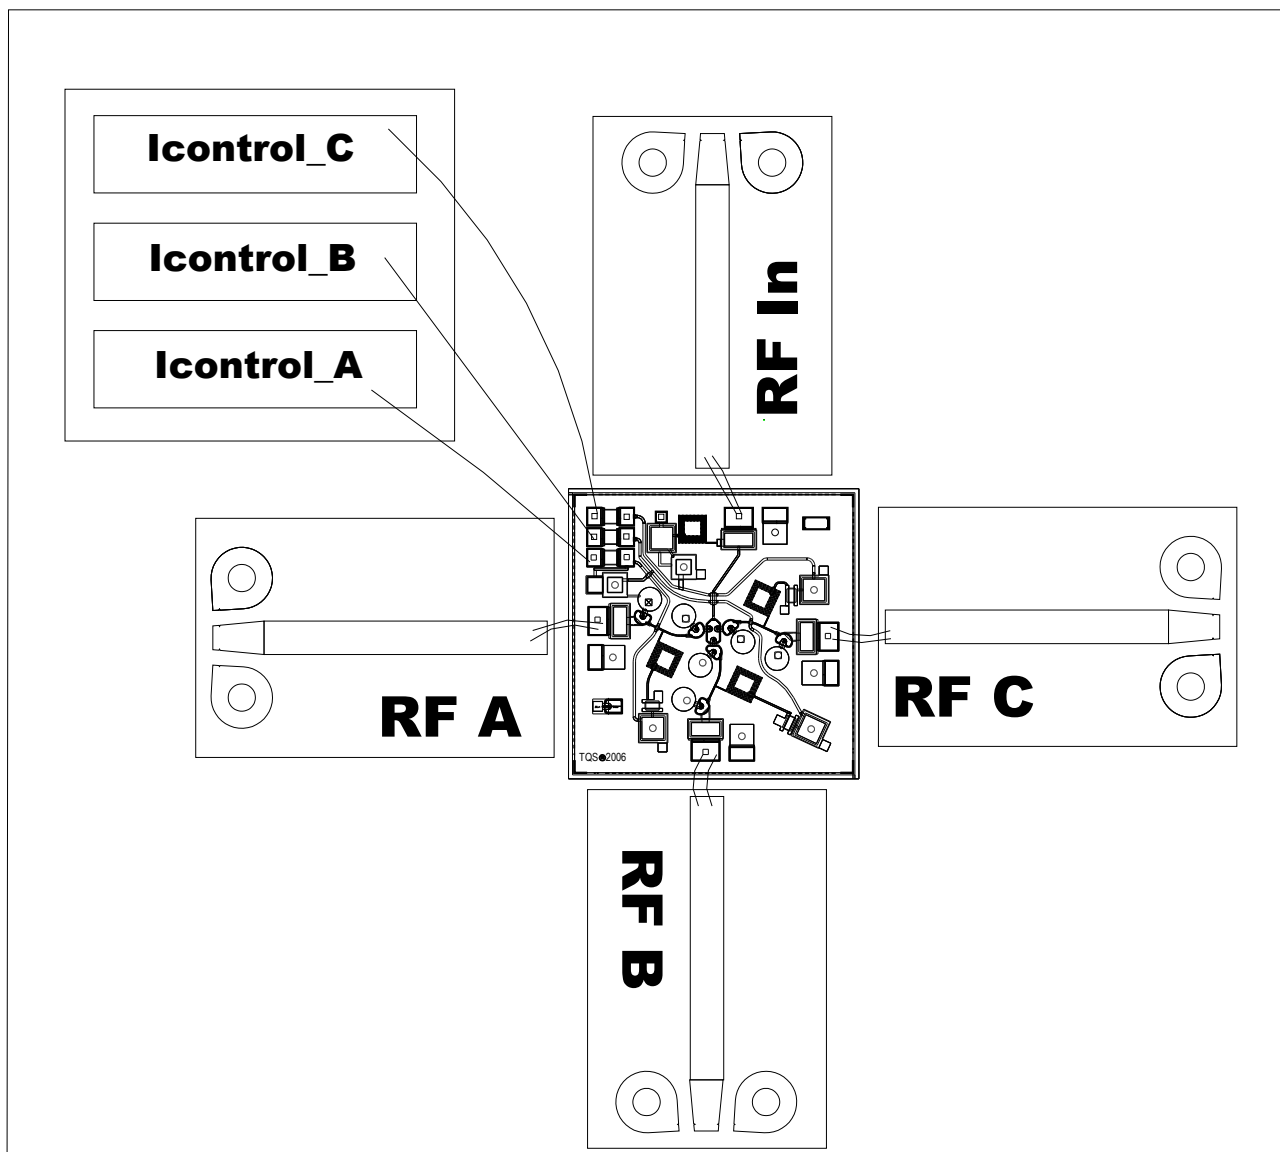 Icontrol_C
Icontrol_B
Icontrol_A
RF In
RF A
RF C
TQS 2006
RF B